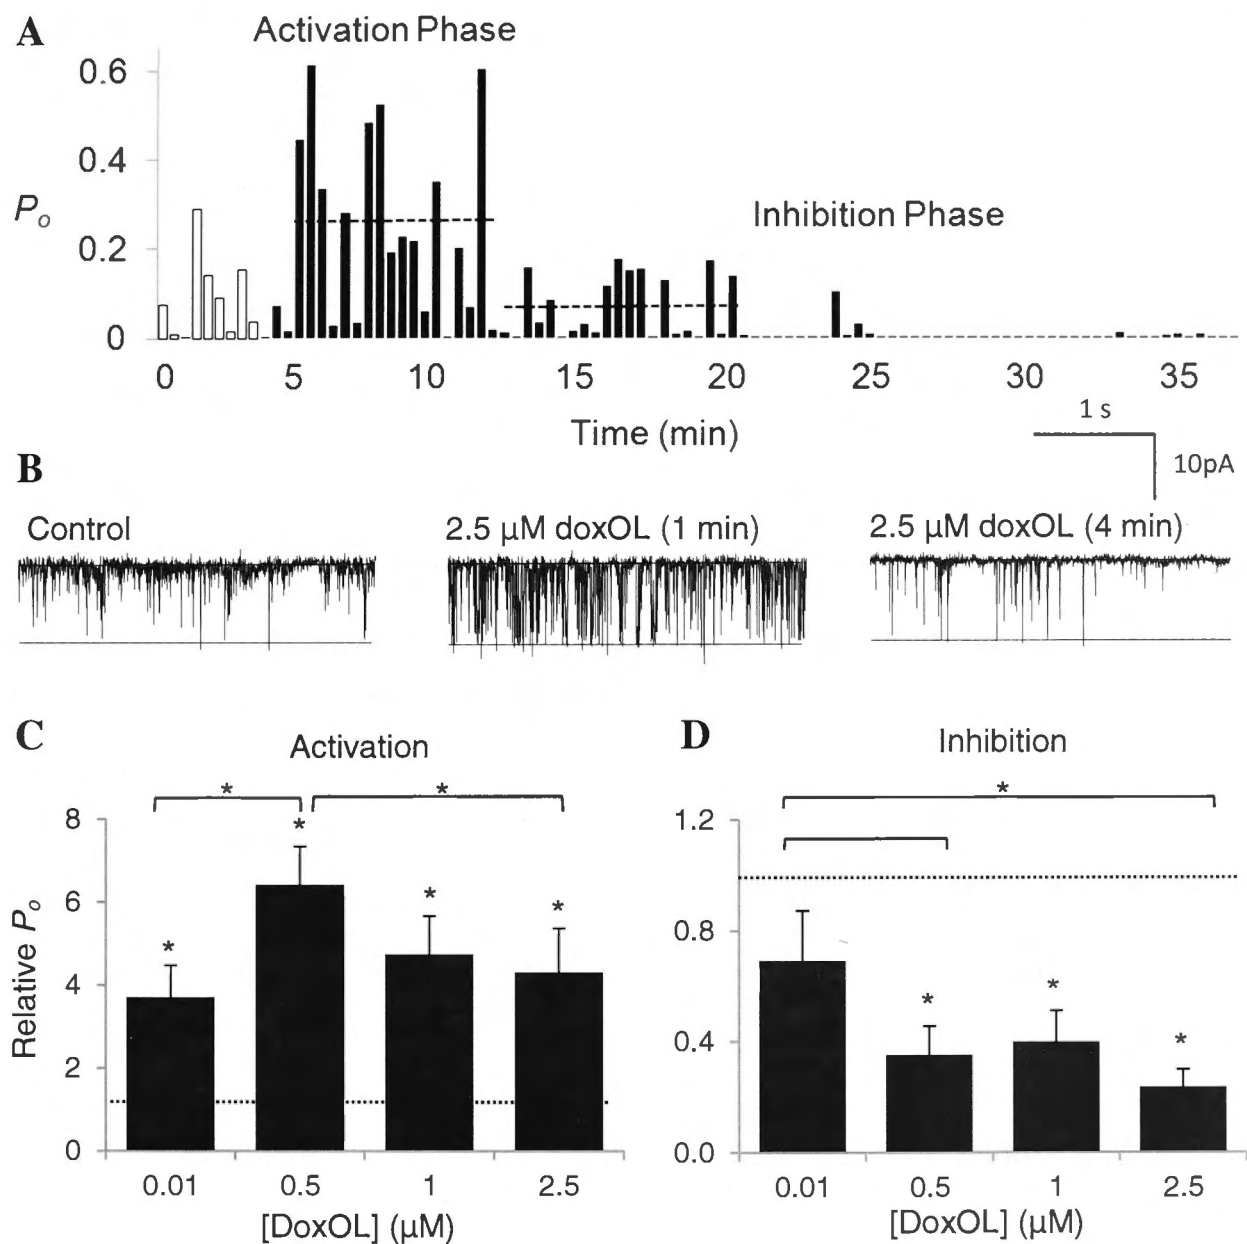 A
Activation Phase
0.6
0.4
Po
0.2
0
Inhibition Phase
0 5 10 15 20 25 30 35
Time (min)
1 s
10pA
B
Control
2.5 µM doxOL (1 min)
2.5 µM doxOL (4 min)
C
Activation
*
*
8
6
4
2
0
Relative Po
*
*
*
*
0.01 0.5 1 2.5
[DoxOL] (µM)
D
Inhibition
*
1.2
0.8
0.4
0.0
*
*
*
0.01 0.5 1 2.5
[DoxOL] (µM)